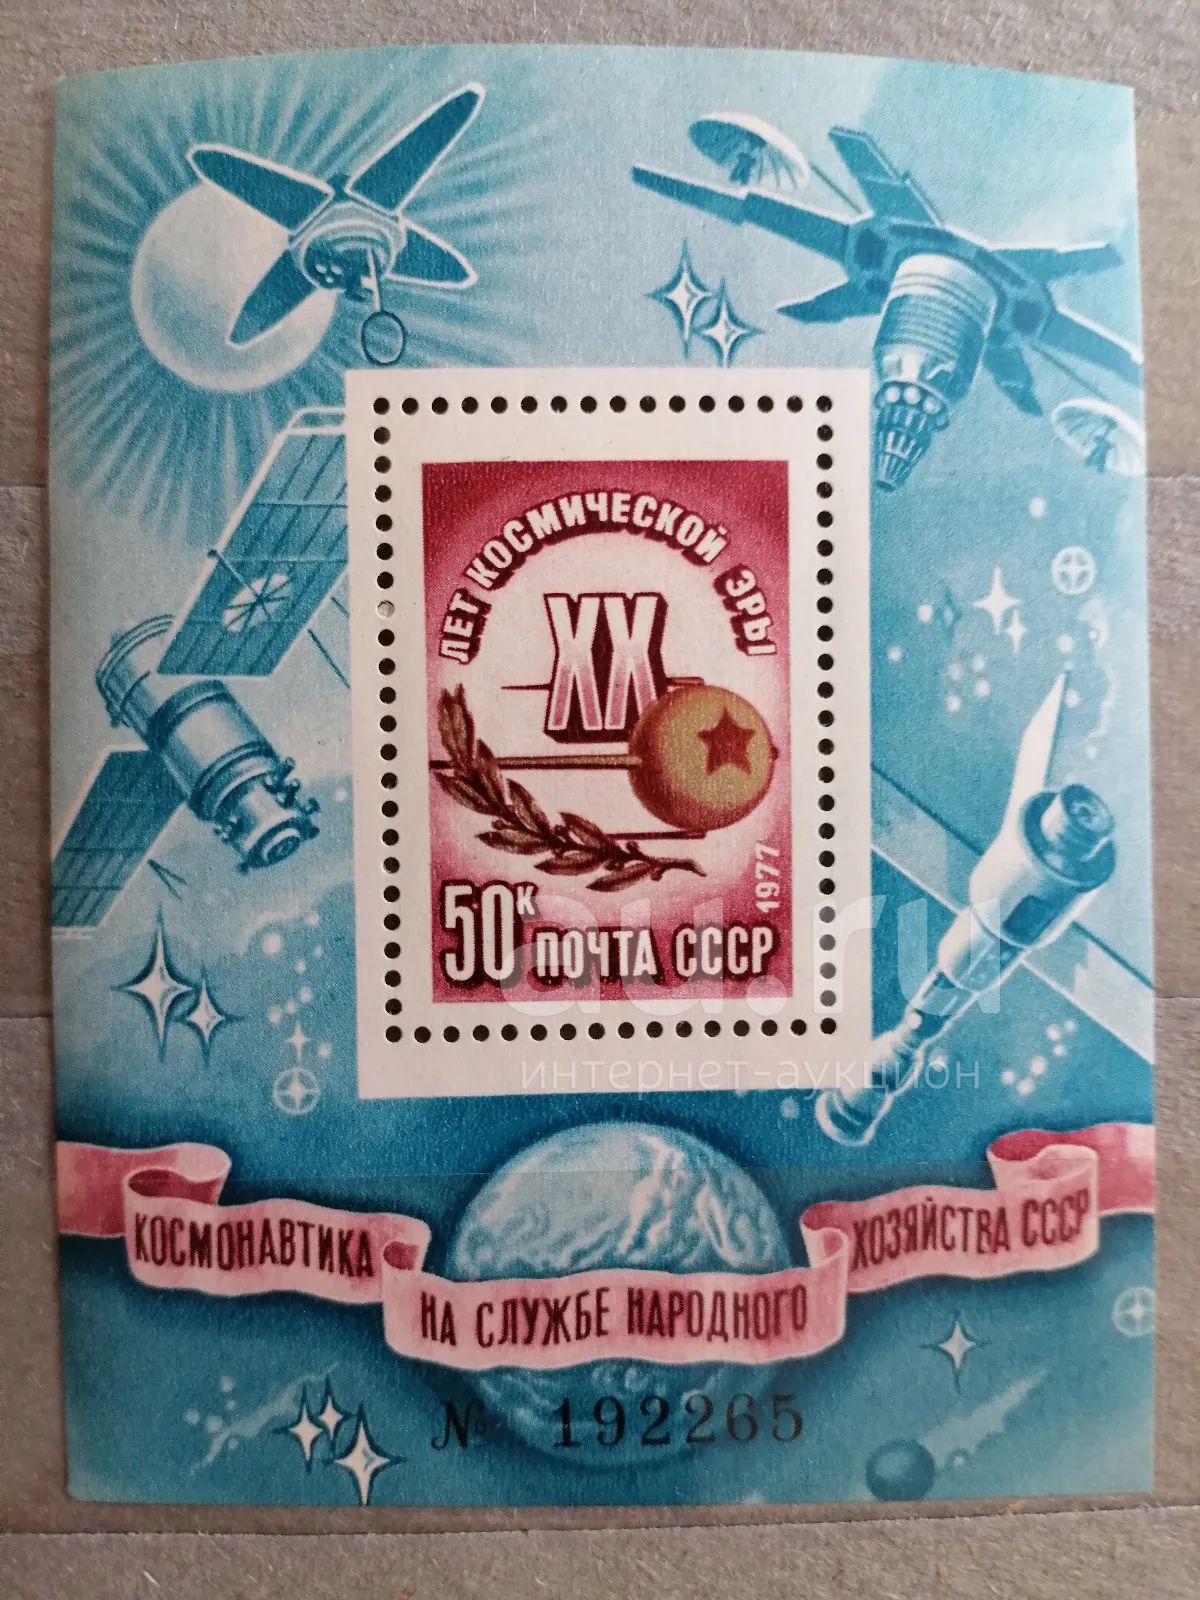 ЛЕТ КОСМИЧЕСКОЙ ЭРЫ
XX
1977
50к ПОЧТА СССР
au.ru
интернет-аукцион
КОСМОНАВТИКА
НА СЛУЖБЕ НАРОДНОГО
ХОЗЯЙСТВА СССР
№ 192265